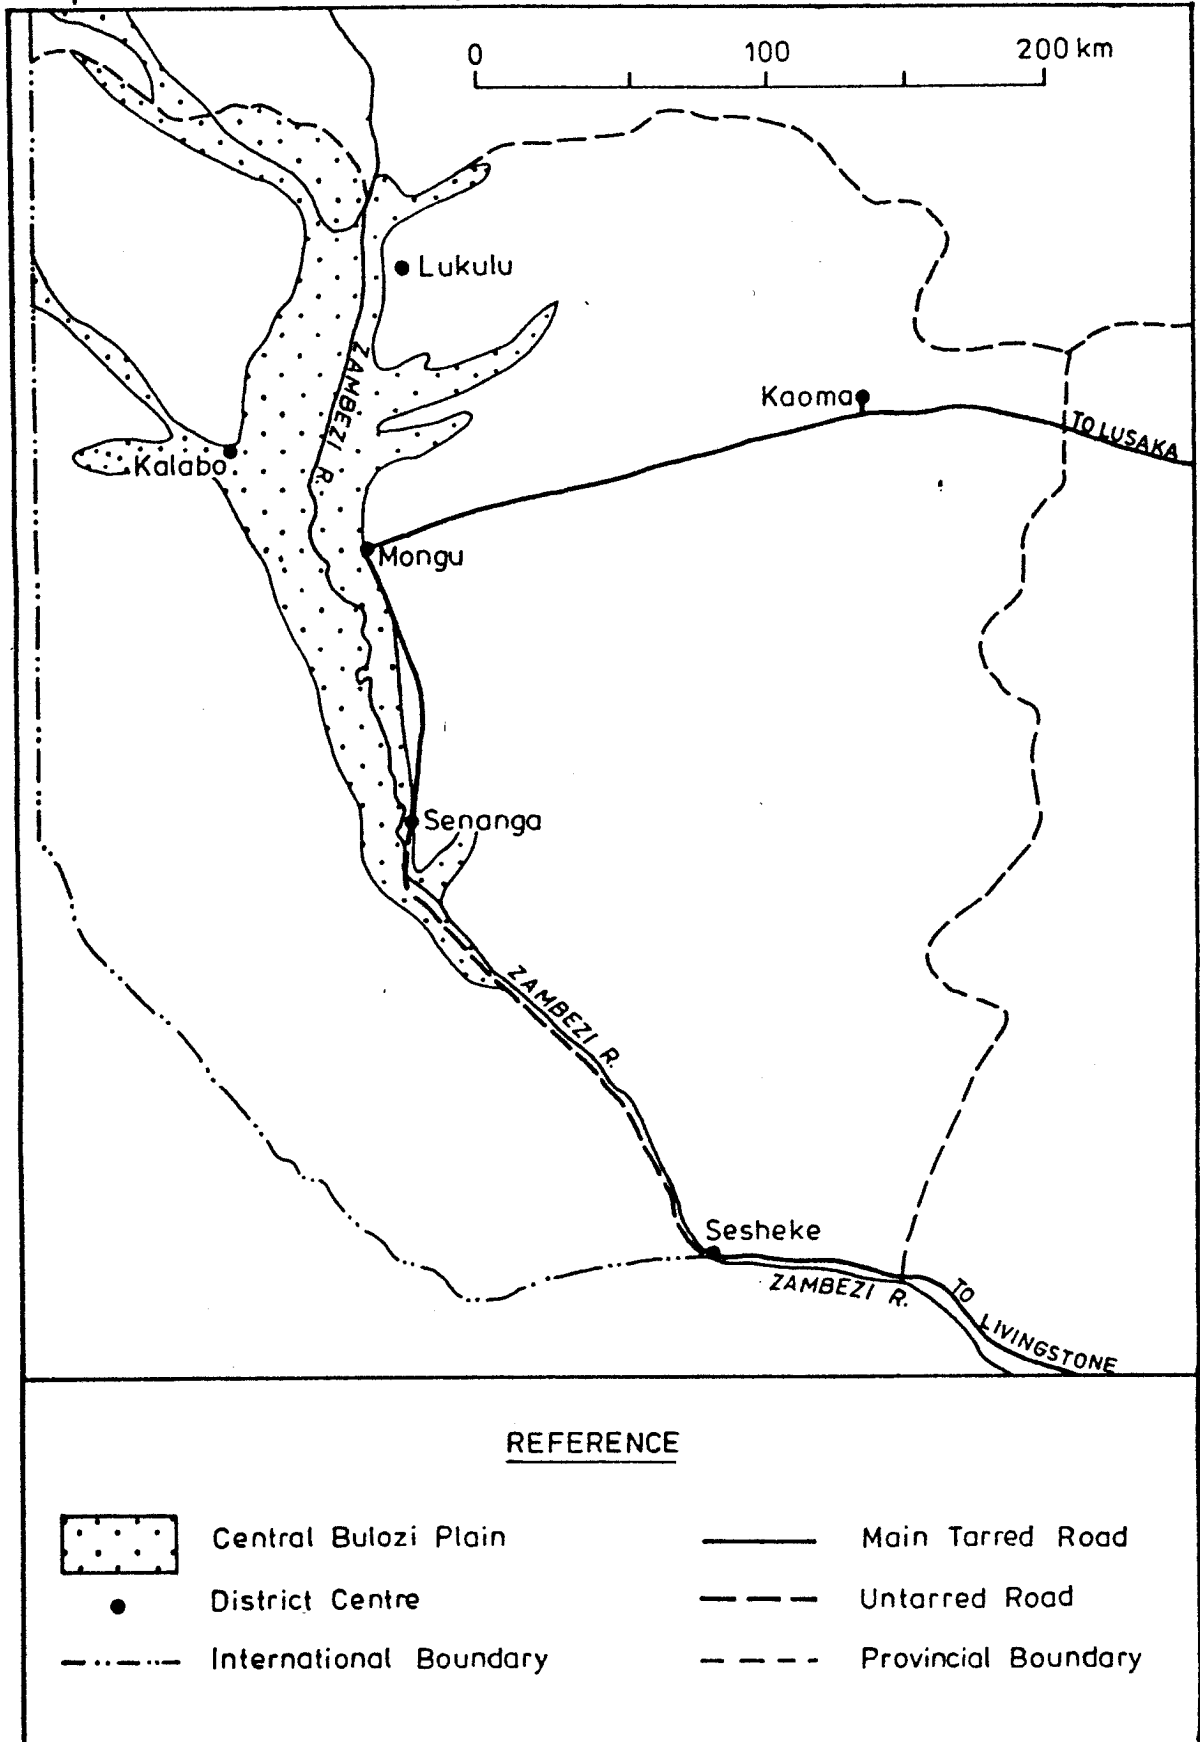 0 100 200 km
Lukulu
ZAMBEZI R.
Kaoma
TO LUSAKA
Kalabo
Mongu
Senanga
ZAMBEZI R.
Sesheke
ZAMBEZI R.
TO
LIVINGSTONE
REFERENCE
Central Bulozi Plain
District Centre
International Boundary
Main Tarred Road
Untarred Road
Provincial Boundary